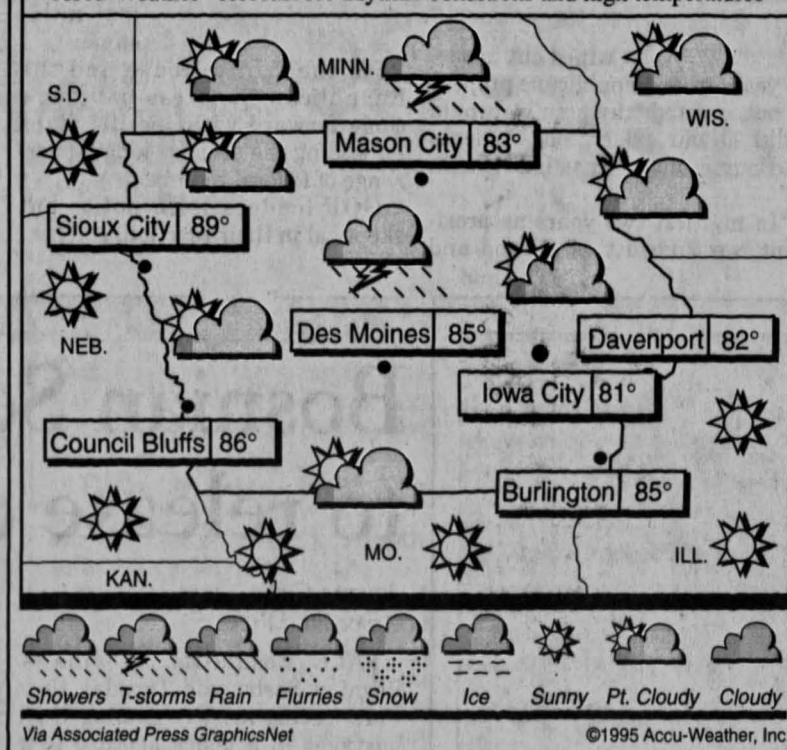 MINN.
S.D.
WIS.
Mason City 83°
Sioux City 89°
NEB.
Des Moines 85°
Davenport 82°
Iowa City 81°
Council Bluffs 86°
Burlington 85°
MO.
ILL.
KAN.
Showers T-storms Rain Flurries Snow Ice Sunny Pt. Cloudy Cloudy
Via Associated Press GraphicsNet ©1995 Accu-Weather, Inc